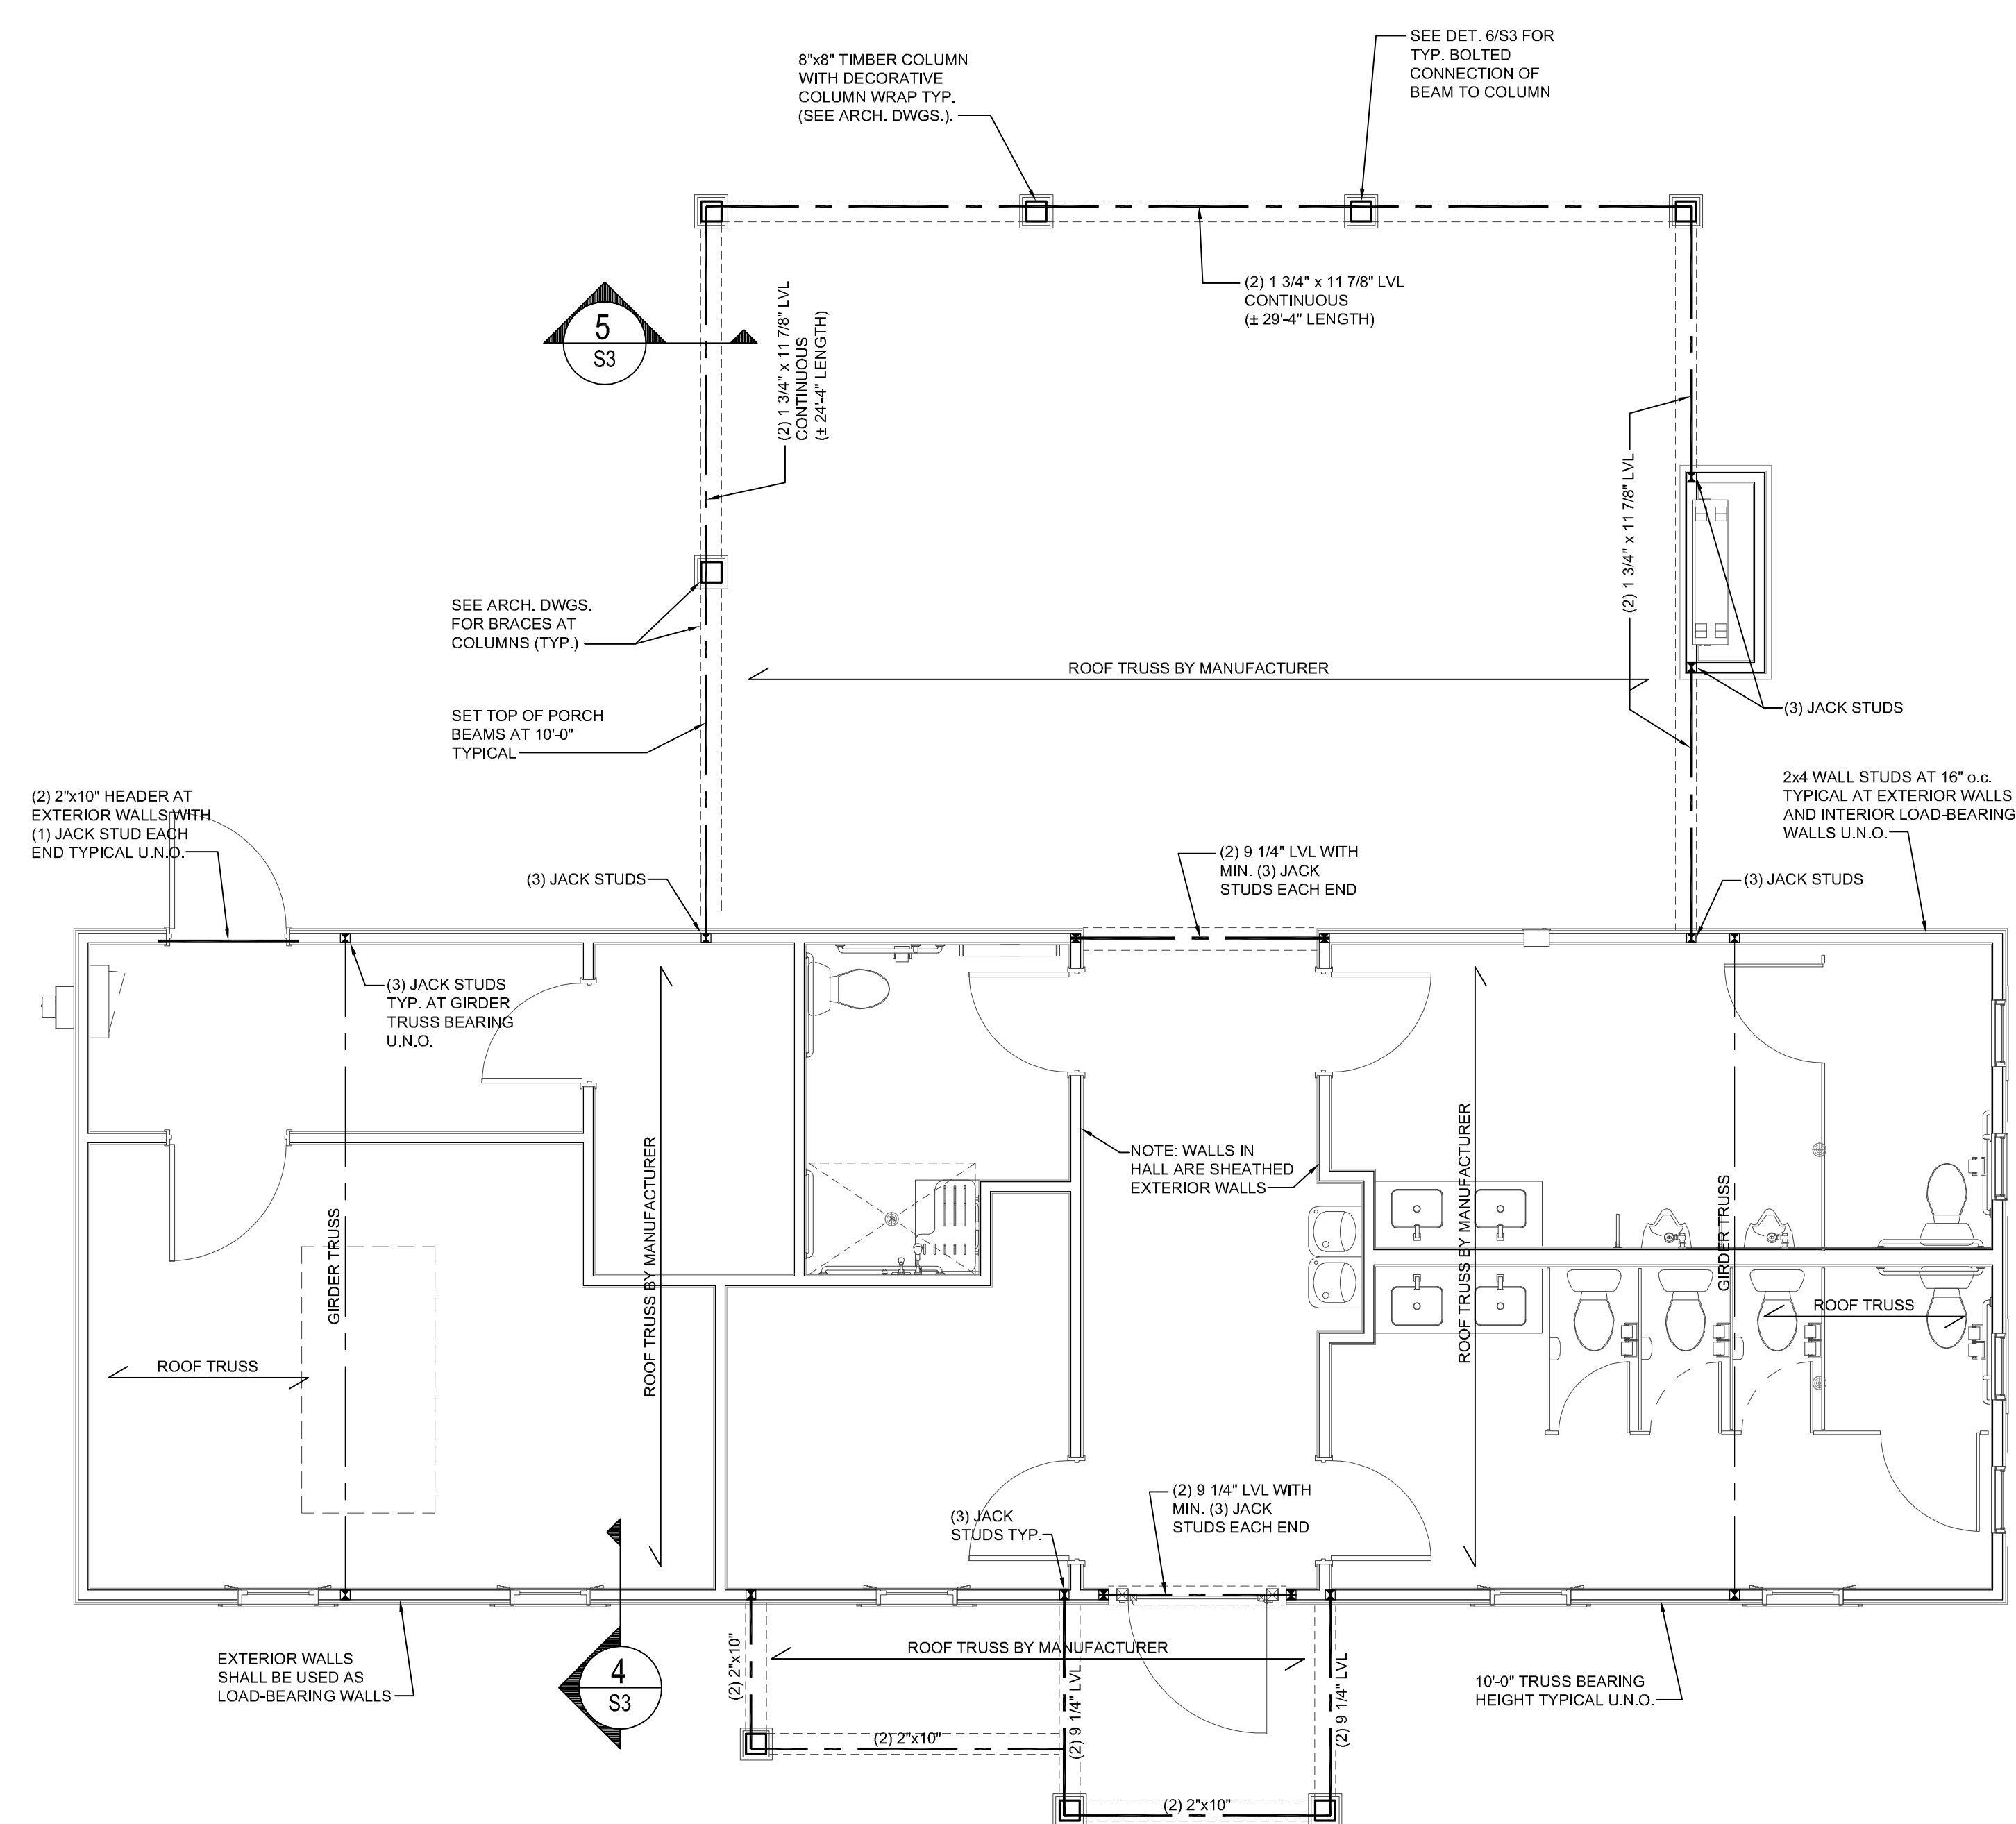 8"x8" TIMBER COLUMN
WITH DECORATIVE
COLUMN WRAP TYP.
(SEE ARCH. DWGS.).
SEE DET. 6/S3 FOR
TYP. BOLTED
CONNECTION OF
BEAM TO COLUMN
5
S3
(2) 1 3/4" x 11 7/8" LVL
CONTINUOUS
(± 24'-4" LENGTH)
(2) 1 3/4" x 11 7/8" LVL
CONTINUOUS
(± 29'-4" LENGTH)
(2) 1 3/4" x 11 7/8" LVL
SEE ARCH. DWGS.
FOR BRACES AT
COLUMNS (TYP.)
ROOF TRUSS BY MANUFACTURER
(3) JACK STUDS
SET TOP OF PORCH
BEAMS AT 10'-0"
TYPICAL
(2) 2"x10" HEADER AT
EXTERIOR WALLS WITH
(1) JACK STUD EACH
END TYPICAL U.N.O.
2x4 WALL STUDS AT 16" o.c.
TYPICAL AT EXTERIOR WALLS
AND INTERIOR LOAD-BEARING
WALLS U.N.O.
(3) JACK STUDS
(2) 9 1/4" LVL WITH
MIN. (3) JACK
STUDS EACH END
(3) JACK STUDS
(3) JACK STUDS
TYP. AT GIRDER
TRUSS BEARING
U.N.O.
ROOF TRUSS BY MANUFACTURER
NOTE: WALLS IN
HALL ARE SHEATHED
EXTERIOR WALLS
ROOF TRUSS BY MANUFACTURER
GIRDER TRUSS
GIRDER TRUSS
ROOF TRUSS
ROOF TRUSS
(3) JACK
STUDS TYP.
(2) 9 1/4" LVL WITH
MIN. (3) JACK
STUDS EACH END
EXTERIOR WALLS
SHALL BE USED AS
LOAD-BEARING WALLS
4
S3
(2) 2"x10"
ROOF TRUSS BY MANUFACTURER
(2) 9 1/4" LVL
(2) 9 1/4" LVL
10'-0" TRUSS BEARING
HEIGHT TYPICAL U.N.O.
(2) 2"x10"
(2) 2"x10"